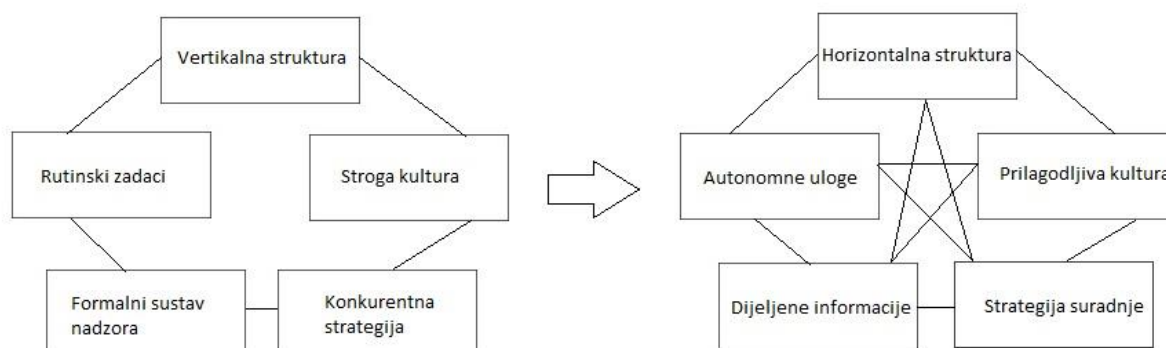 Vertikalna struktura
Rutinski zadaci
Stroga kultura
Formalni sustav
nadzora
Konkurentna
strategija
Horizontalna struktura
Autonomne uloge
Prilagodljiva kultura
Dijeljene informacije
Strategija suradnje